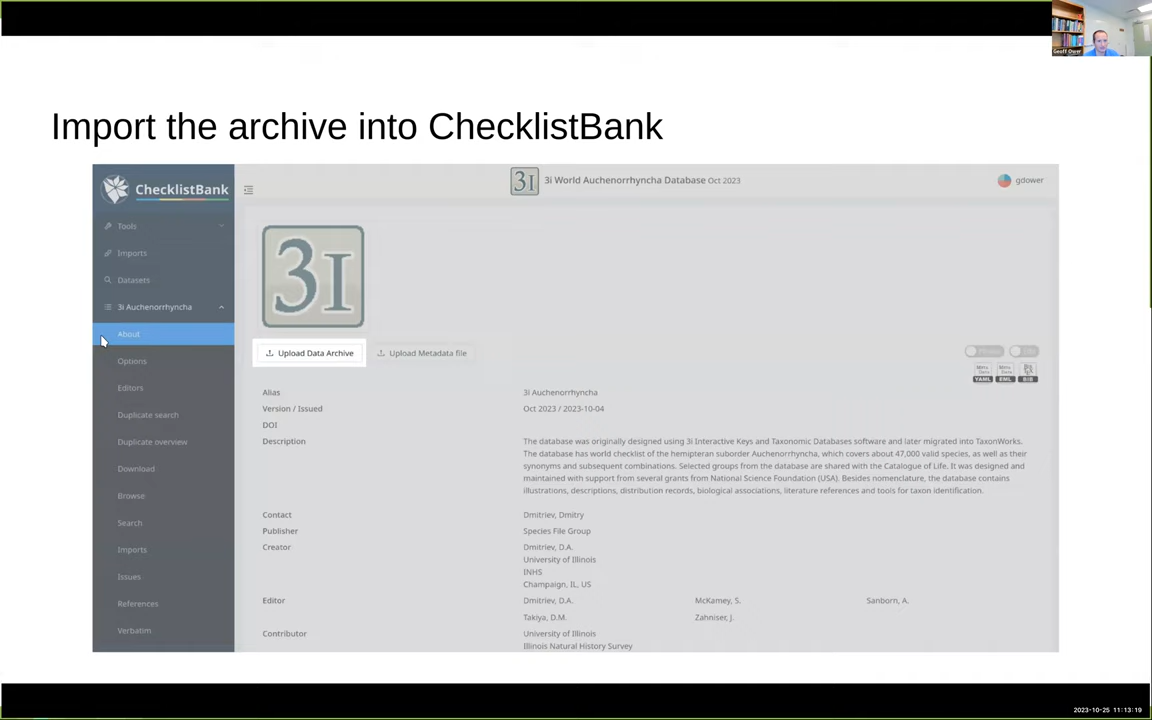 Geoff Ower
Import the archive into ChecklistBank
ChecklistBank
3i World Auchenorrhyncha Database Oct 2023
gdower
Tools
Imports
Datasets
3i Auchenorrhyncha
About
Options
Editors
Duplicate search
Duplicate overview
Download
Browse
Search
Imports
Issues
References
Verbatim
3I
Upload Data Archive
Upload Metadata file
YAML
EML
BIB
Alias
3i Auchenorrhyncha
Version / Issued
Oct 2023 / 2023-10-04
DOI
Description
The database was originally designed using 3i Interactive Keys and Taxonomic Databases software and later migrated into TaxonWorks.
The database has world checklist of the hemipteran suborder Auchenorrhyncha, which covers about 47,000 valid species, as well as their
synonyms and subsequent combinations. Selected groups from the database are shared with the Catalogue of Life. It was designed and
maintained with support from several grants from National Science Foundation (USA). Besides nomenclature, the database contains
illustrations, descriptions, distribution records, biological associations, literature references and tools for taxon identification.
Contact
Dmitriev, Dmitry
Publisher
Species File Group
Creator
Dmitriev, D.A.
University of Illinois
INHS
Champaign, IL, US
Editor
Dmitriev, D.A.
McKamey, S.
Sanborn, A.
Takiya, D.M.
Zahniser, J.
Contributor
University of Illinois
Illinois Natural History Survey
2023-10-25 11:13:19